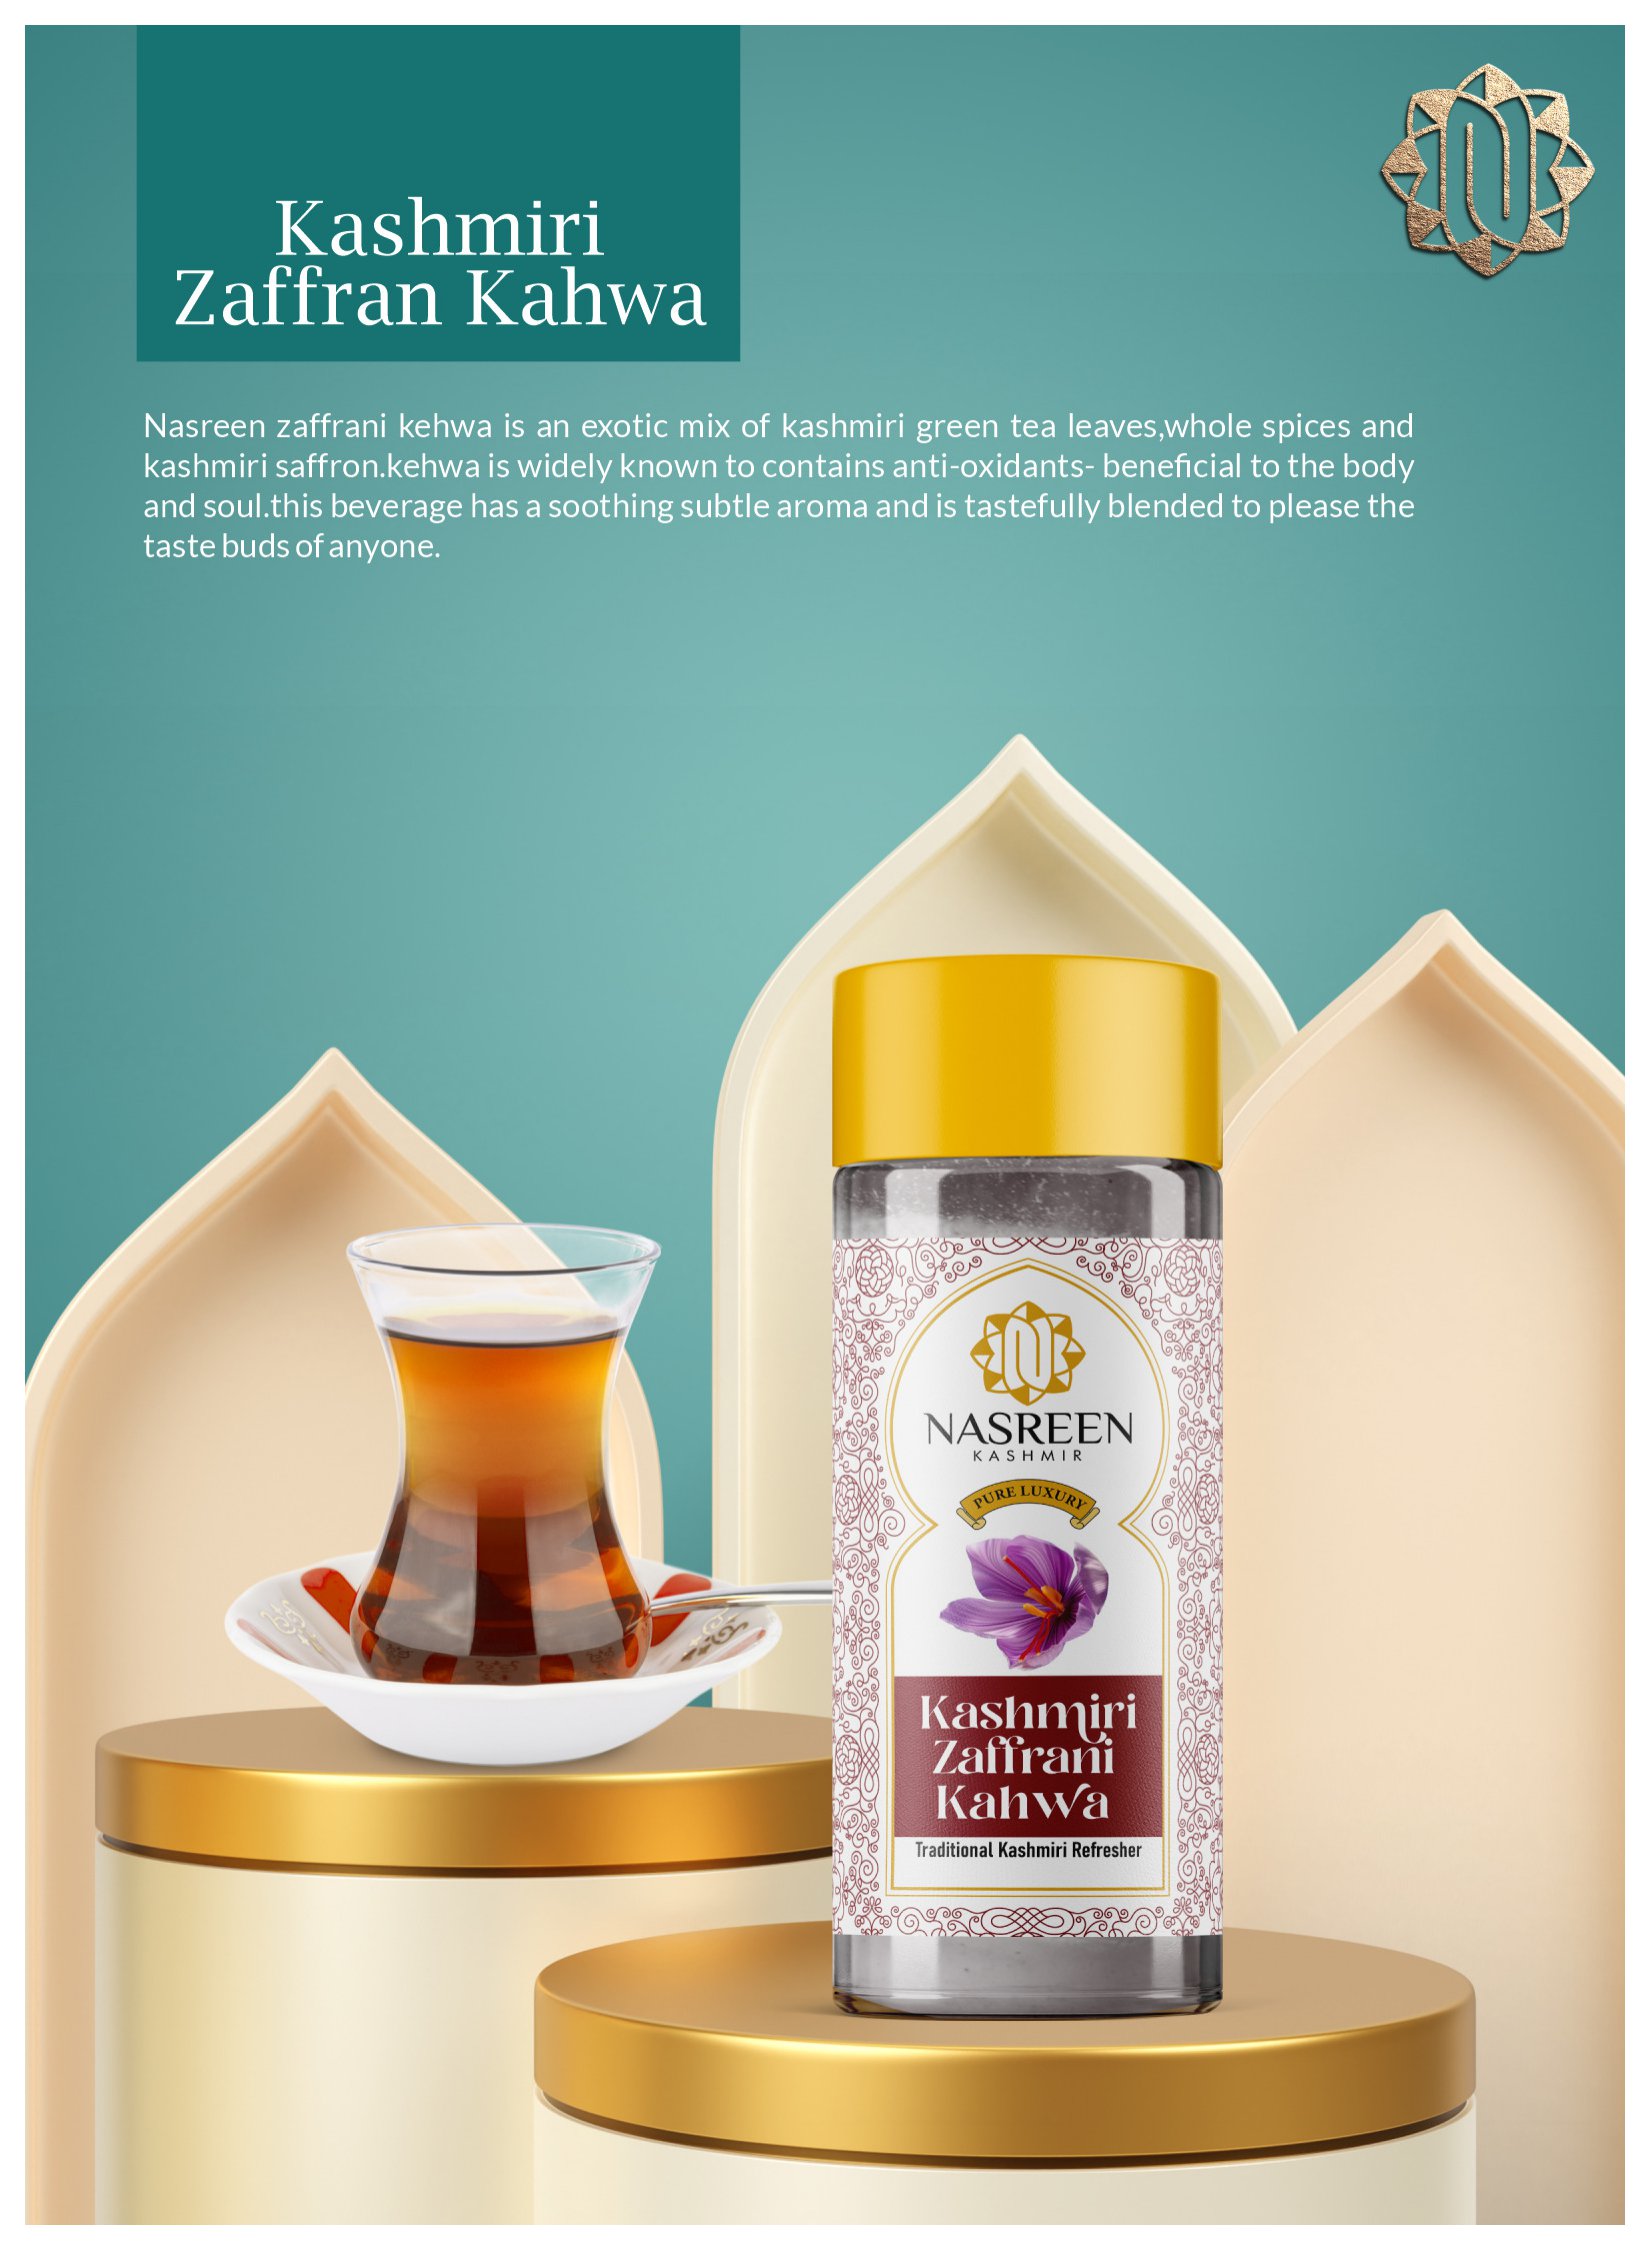 Kashmiri
Zaffran Kahwa
Nasreen zaffrani kehwa is an exotic mix of kashmiri green tea leaves,whole spices and
kashmiri saffron.kehwa is widely known to contains anti-oxidants- beneficial to the body
and soul.this beverage has a soothing subtle aroma and is tastefully blended to please the
taste buds of anyone.
NASREEN
KASHMIR
PURE LUXURY
Kashmiri
Zaffrani
Kahwa
Traditional Kashmiri Refresher